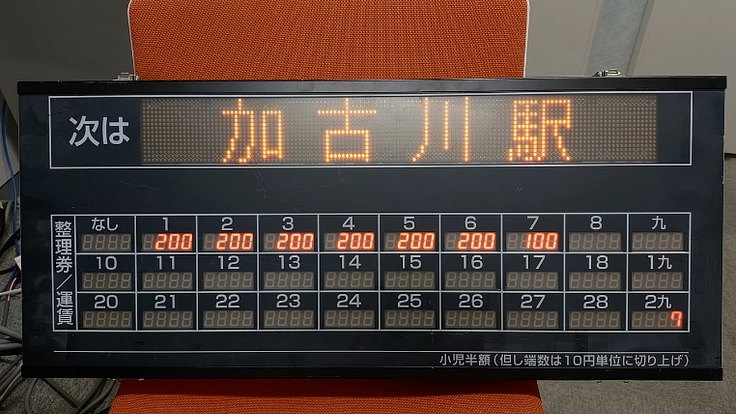 次は 加古川駅
整理券/運賃
なし 1 2 3 4 5 6 7 8 九
200 200 200 200 200 200 100
10 11 12 13 14 15 16 17 18 1九
20 21 22 23 24 25 26 27 28 2九
7
小児半額(但し端数は10円単位に切り上げ)